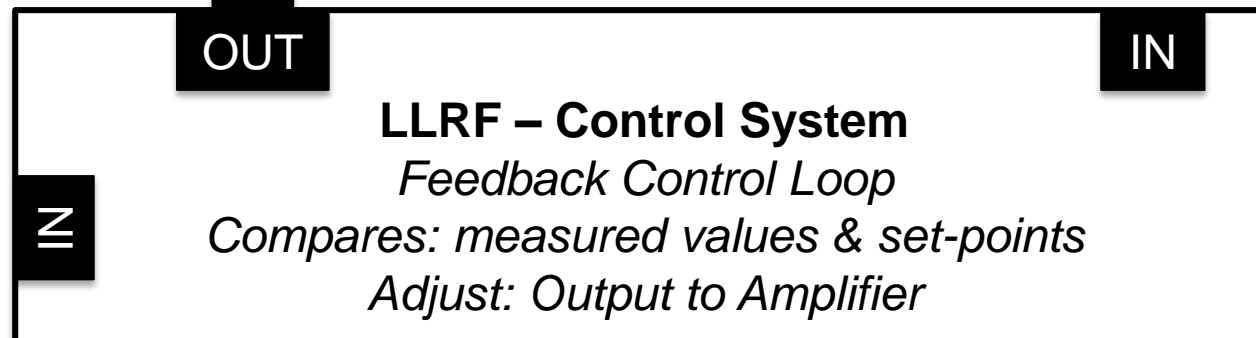 OUT
IN
LLRF – Control System
Feedback Control Loop
IN
Compares: measured values & set-points
Adjust: Output to Amplifier